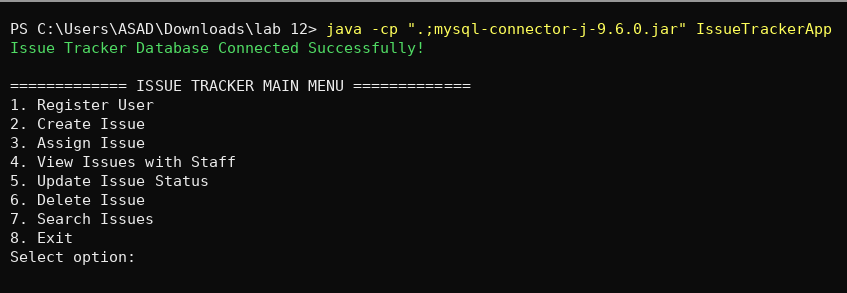 PS C:\Users\ASAD\Downloads\lab 12> java -cp ".;mysql-connector-j-9.6.0.jar" IssueTrackerApp
Issue Tracker Database Connected Successfully!
============= ISSUE TRACKER MAIN MENU =============
1. Register User
2. Create Issue
3. Assign Issue
4. View Issues with Staff
5. Update Issue Status
6. Delete Issue
7. Search Issues
8. Exit
Select option: